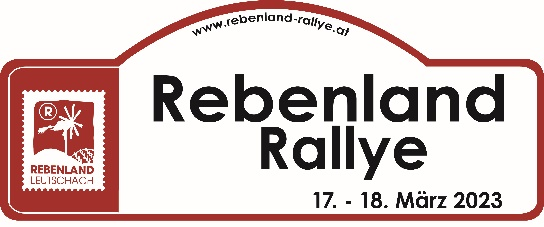 www.rebenland-rallye.at
Rebenland
Rallye
17. - 18. März 2023
®
REBENLAND
LEUTSCHACH